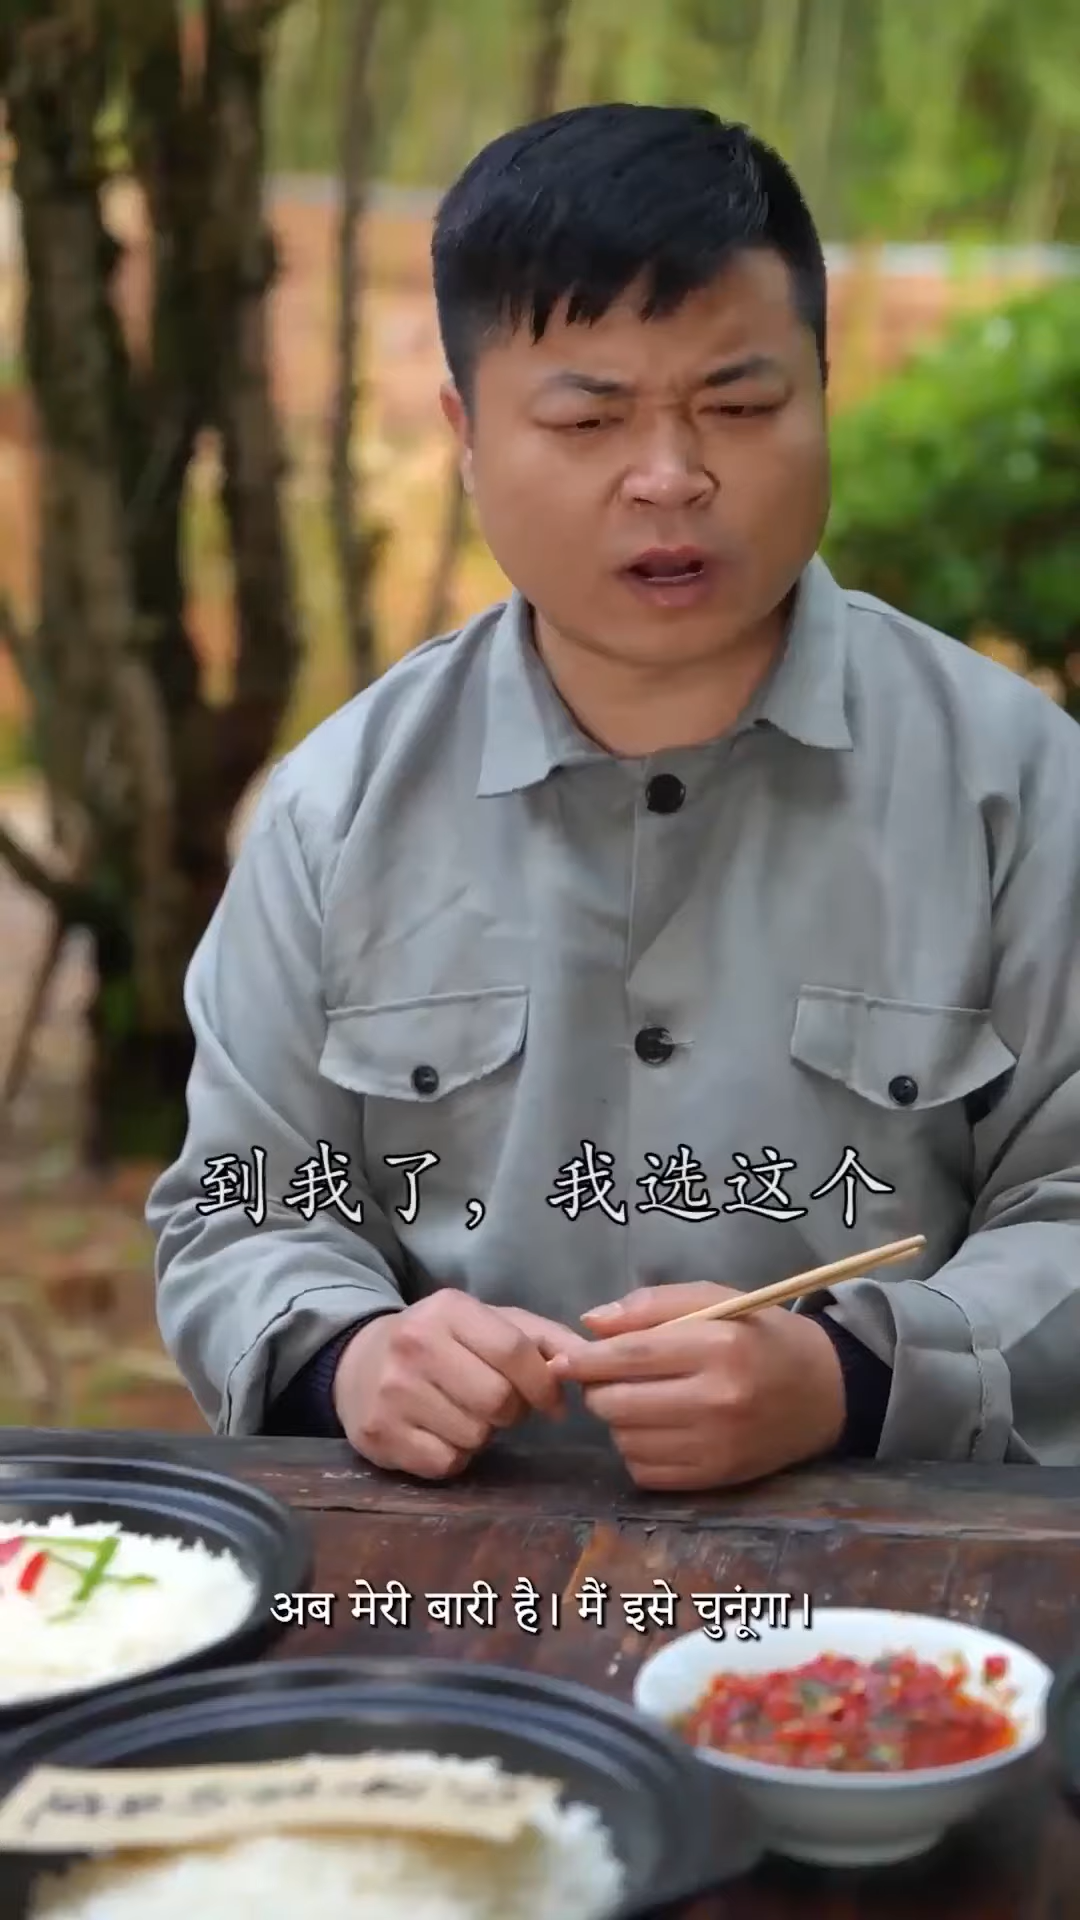 到我了，我选这个
अब मेरी बारी है। मैं इसे चुनूंगा।